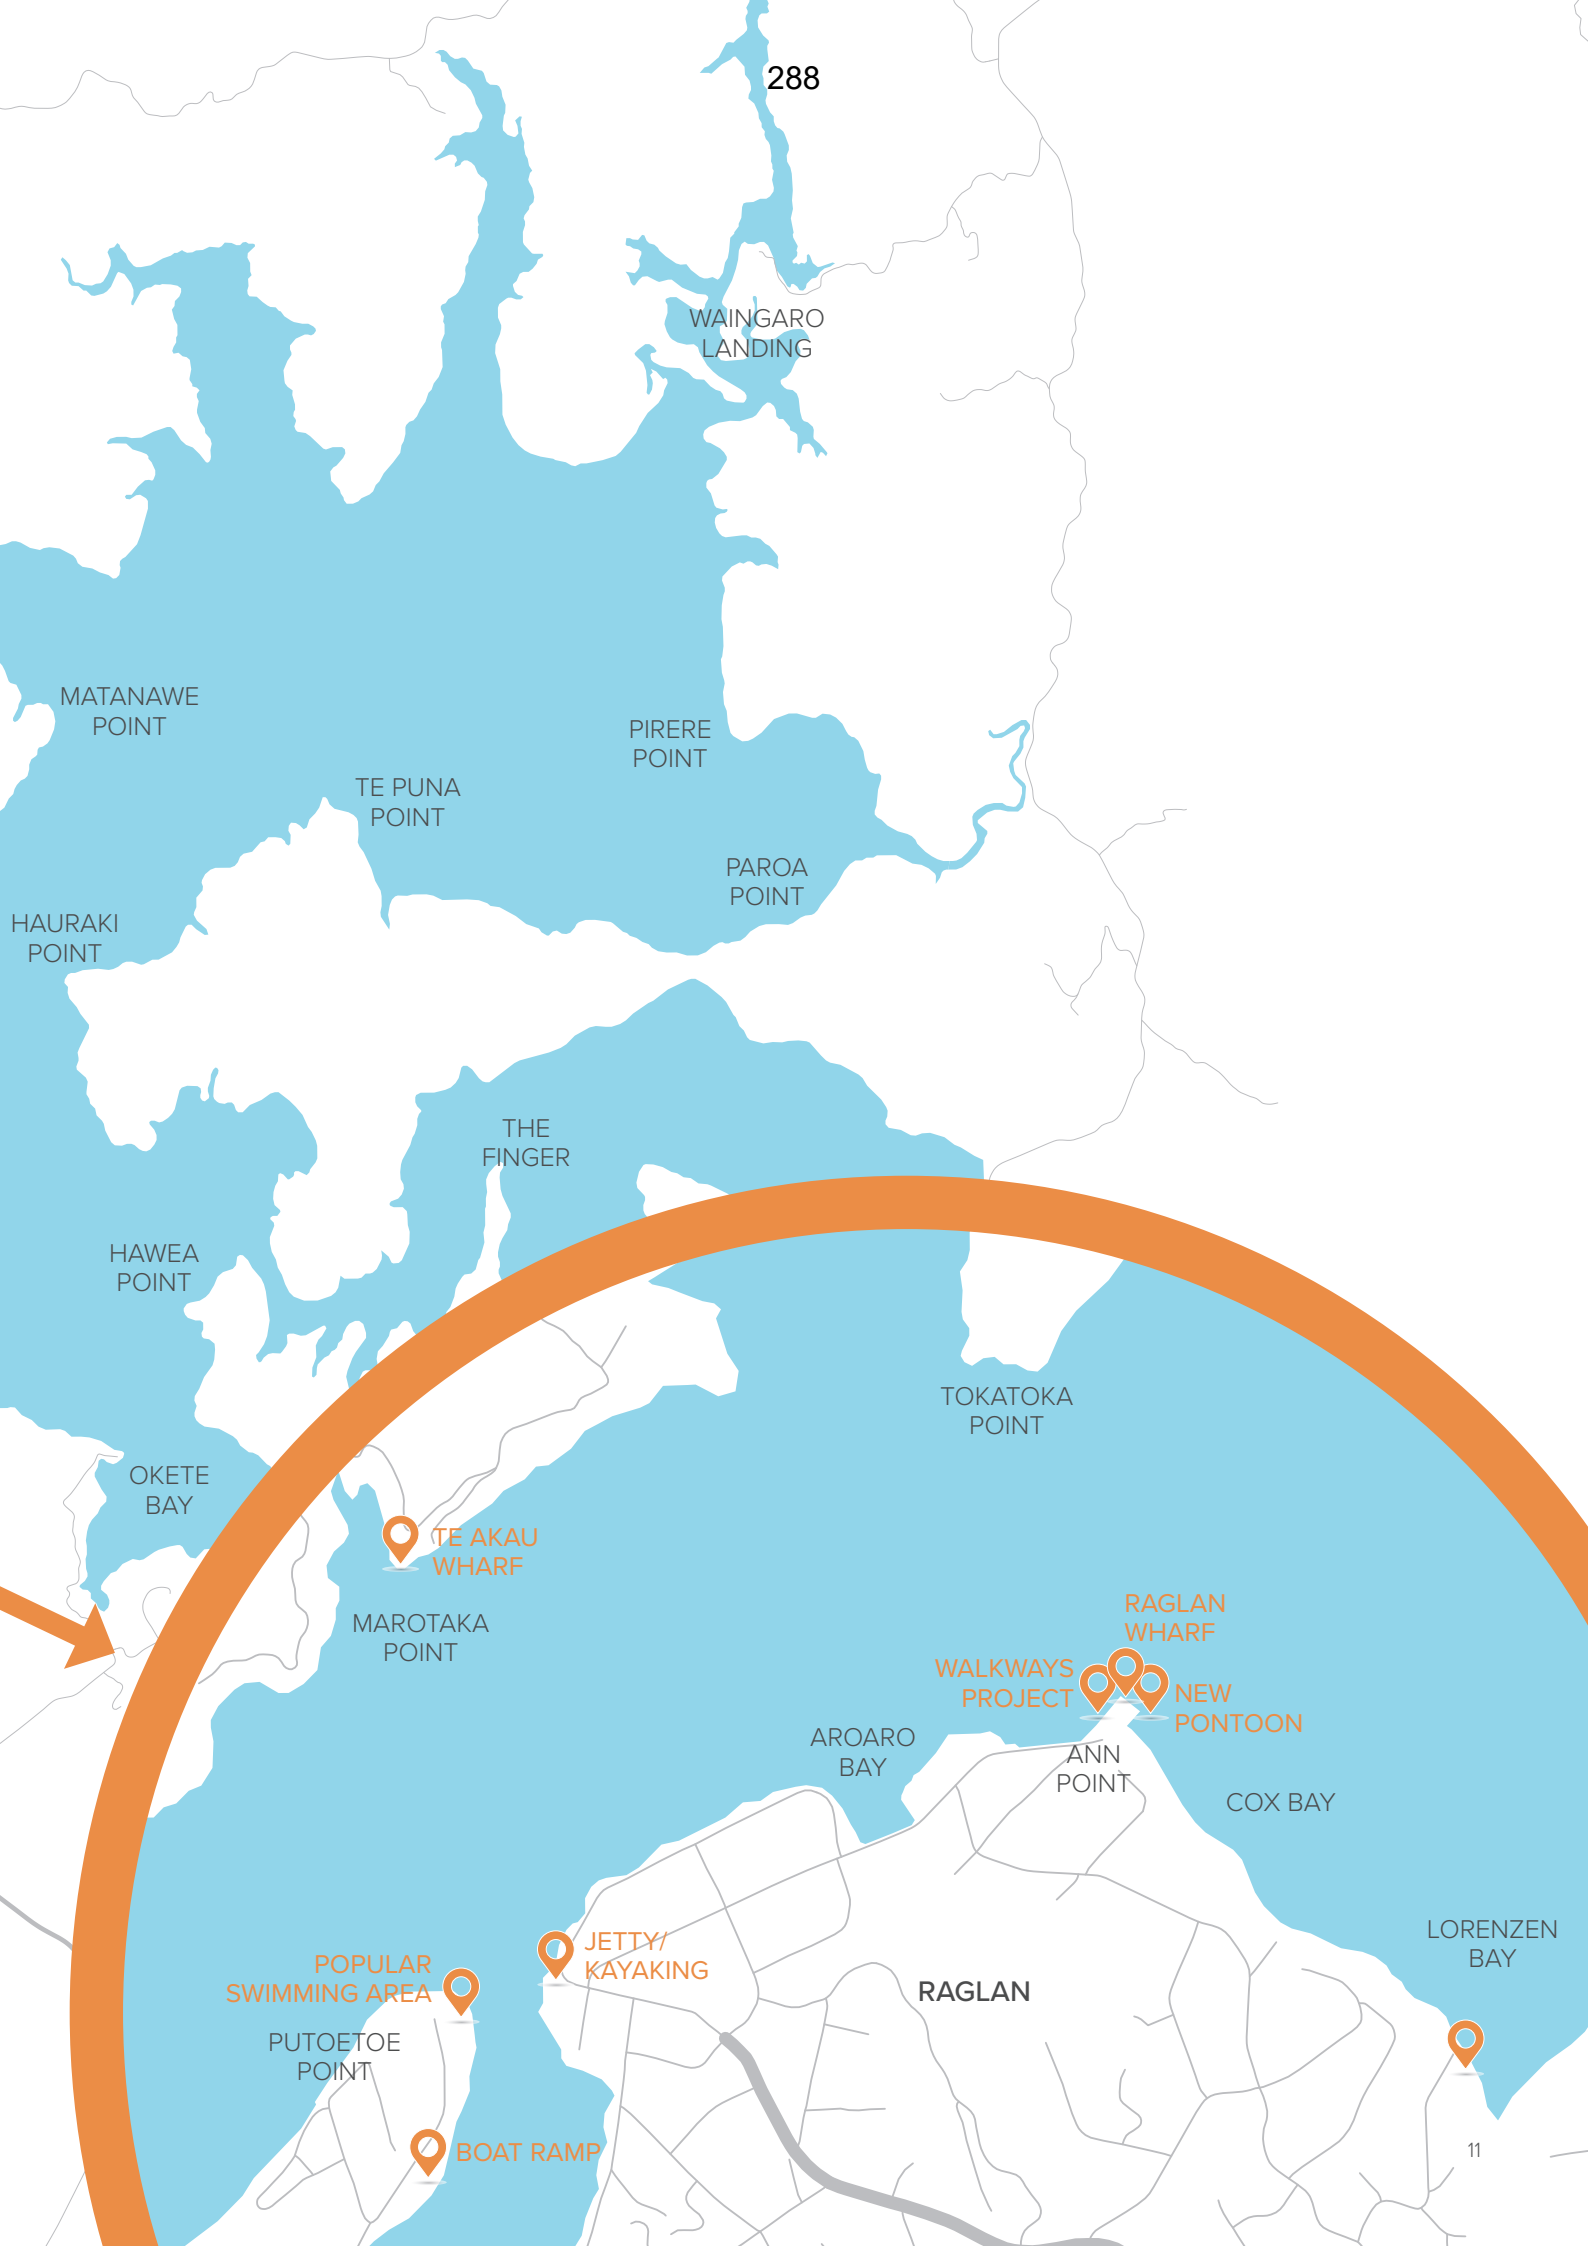 288
WAINGARO
LANDING
MATANAWE
POINT
PIRERE
POINT
TE PUNA
POINT
PAROA
POINT
HAURAKI
POINT
THE
FINGER
HAWEA
POINT
TOKATOKA
POINT
OKETE
BAY
TE AKAU
WHARF
MAROTAKA
POINT
RAGLAN
WHARF
WALKWAYS
PROJECT
NEW
PONTOON
AROARO
BAY
ANN
POINT
COX BAY
LORENZEN
BAY
JETTY/
KAYAKING
POPULAR
SWIMMING AREA
RAGLAN
PUTOETOE
POINT
BOAT RAMP
11